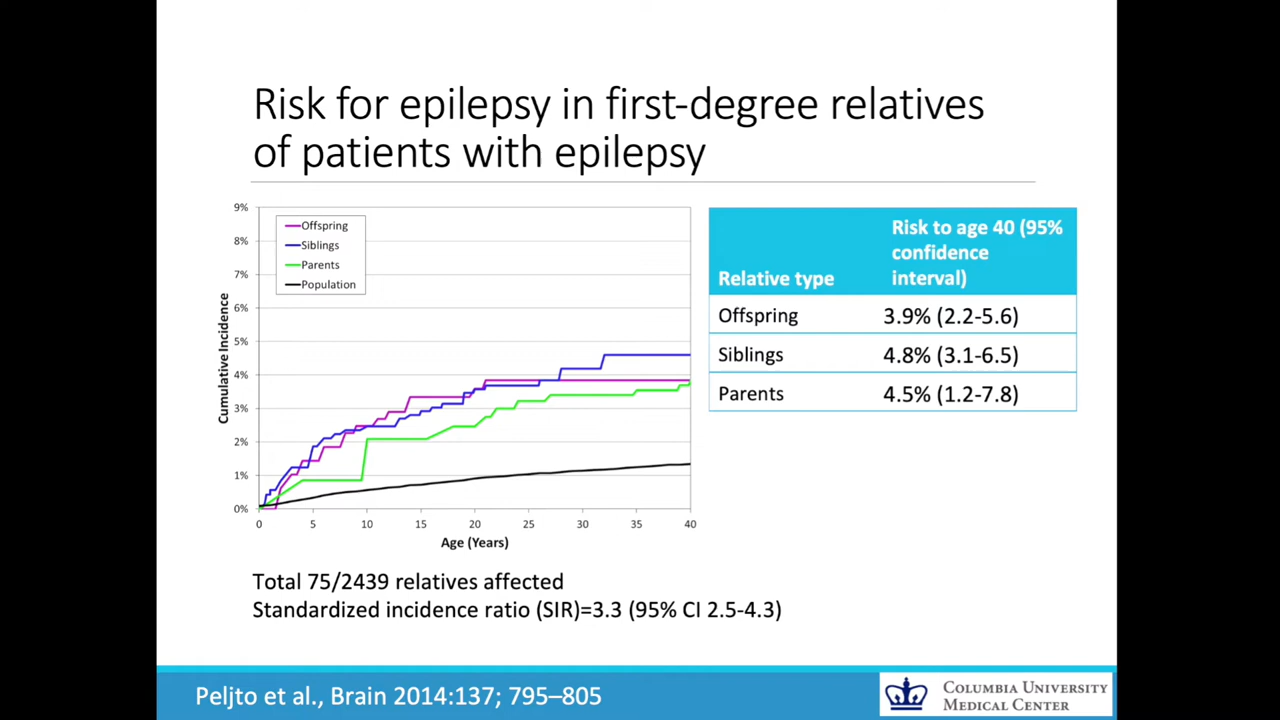 Risk for epilepsy in first-degree relatives
of patients with epilepsy
9%
8%
7%
6%
5%
4%
3%
2%
1%
0%
Cumulative Incidence
Offspring
Siblings
Parents
Population
0 5 10 15 20 25 30 35 40
Age (Years)
Relative type
Risk to age 40 (95%
confidence
interval)
Offspring 3.9% (2.2-5.6)
Siblings 4.8% (3.1-6.5)
Parents 4.5% (1.2-7.8)
Total 75/2439 relatives affected
Standardized incidence ratio (SIR)=3.3 (95% CI 2.5-4.3)
Peljto et al., Brain 2014:137; 795–805
COLUMBIA UNIVERSITY
MEDICAL CENTER